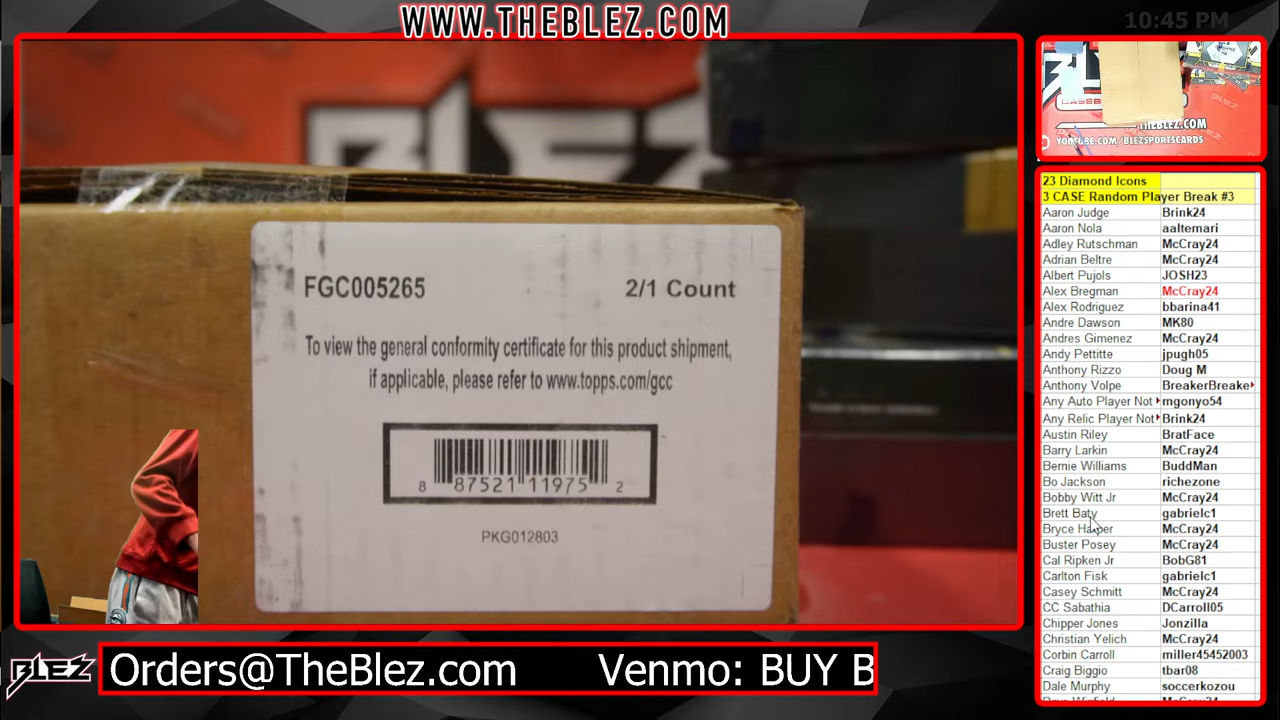 WWW.THEBLEZ.COM
10:45 PM
BLEZ
FGC005265 2/1 Count
To view the general conformity certificate for this product shipment,
if applicable, please refer to www.topps.com/gcc
8 87521 11975 2
PKG012803
THEBLEZ.COM
YOUTUBE.COM/BLEZSPORTSCARDS
23 Diamond Icons
3 CASE Random Player Break #3
Aaron Judge Brink24
Aaron Nola aaltemari
Adley Rutschman McCray24
Adrian Beltre McCray24
Albert Pujols JOSH23
Alex Bregman McCray24
Alex Rodriguez bbarina41
Andre Dawson MK80
Andres Gimenez McCray24
Andy Pettitte jpugh05
Anthony Rizzo Doug M
Anthony Volpe BreakerBreake
Any Auto Player Not mgonyo54
Any Relic Player Not Brink24
Austin Riley BratFace
Barry Larkin McCray24
Bernie Williams BuddMan
Bo Jackson richezone
Bobby Witt Jr McCray24
Brett Baty gabrielc1
Bryce Harper McCray24
Buster Posey McCray24
Cal Ripken Jr BobG81
Carlton Fisk gabrielc1
Casey Schmitt McCray24
CC Sabathia DCarroll05
Chipper Jones Jonzilla
Christian Yelich McCray24
Corbin Carroll miller45452003
Craig Biggio tbar08
Dale Murphy soccerkozou
Dave Winfield McCray24
BLEZ Orders@TheBlez.com Venmo: BUY B